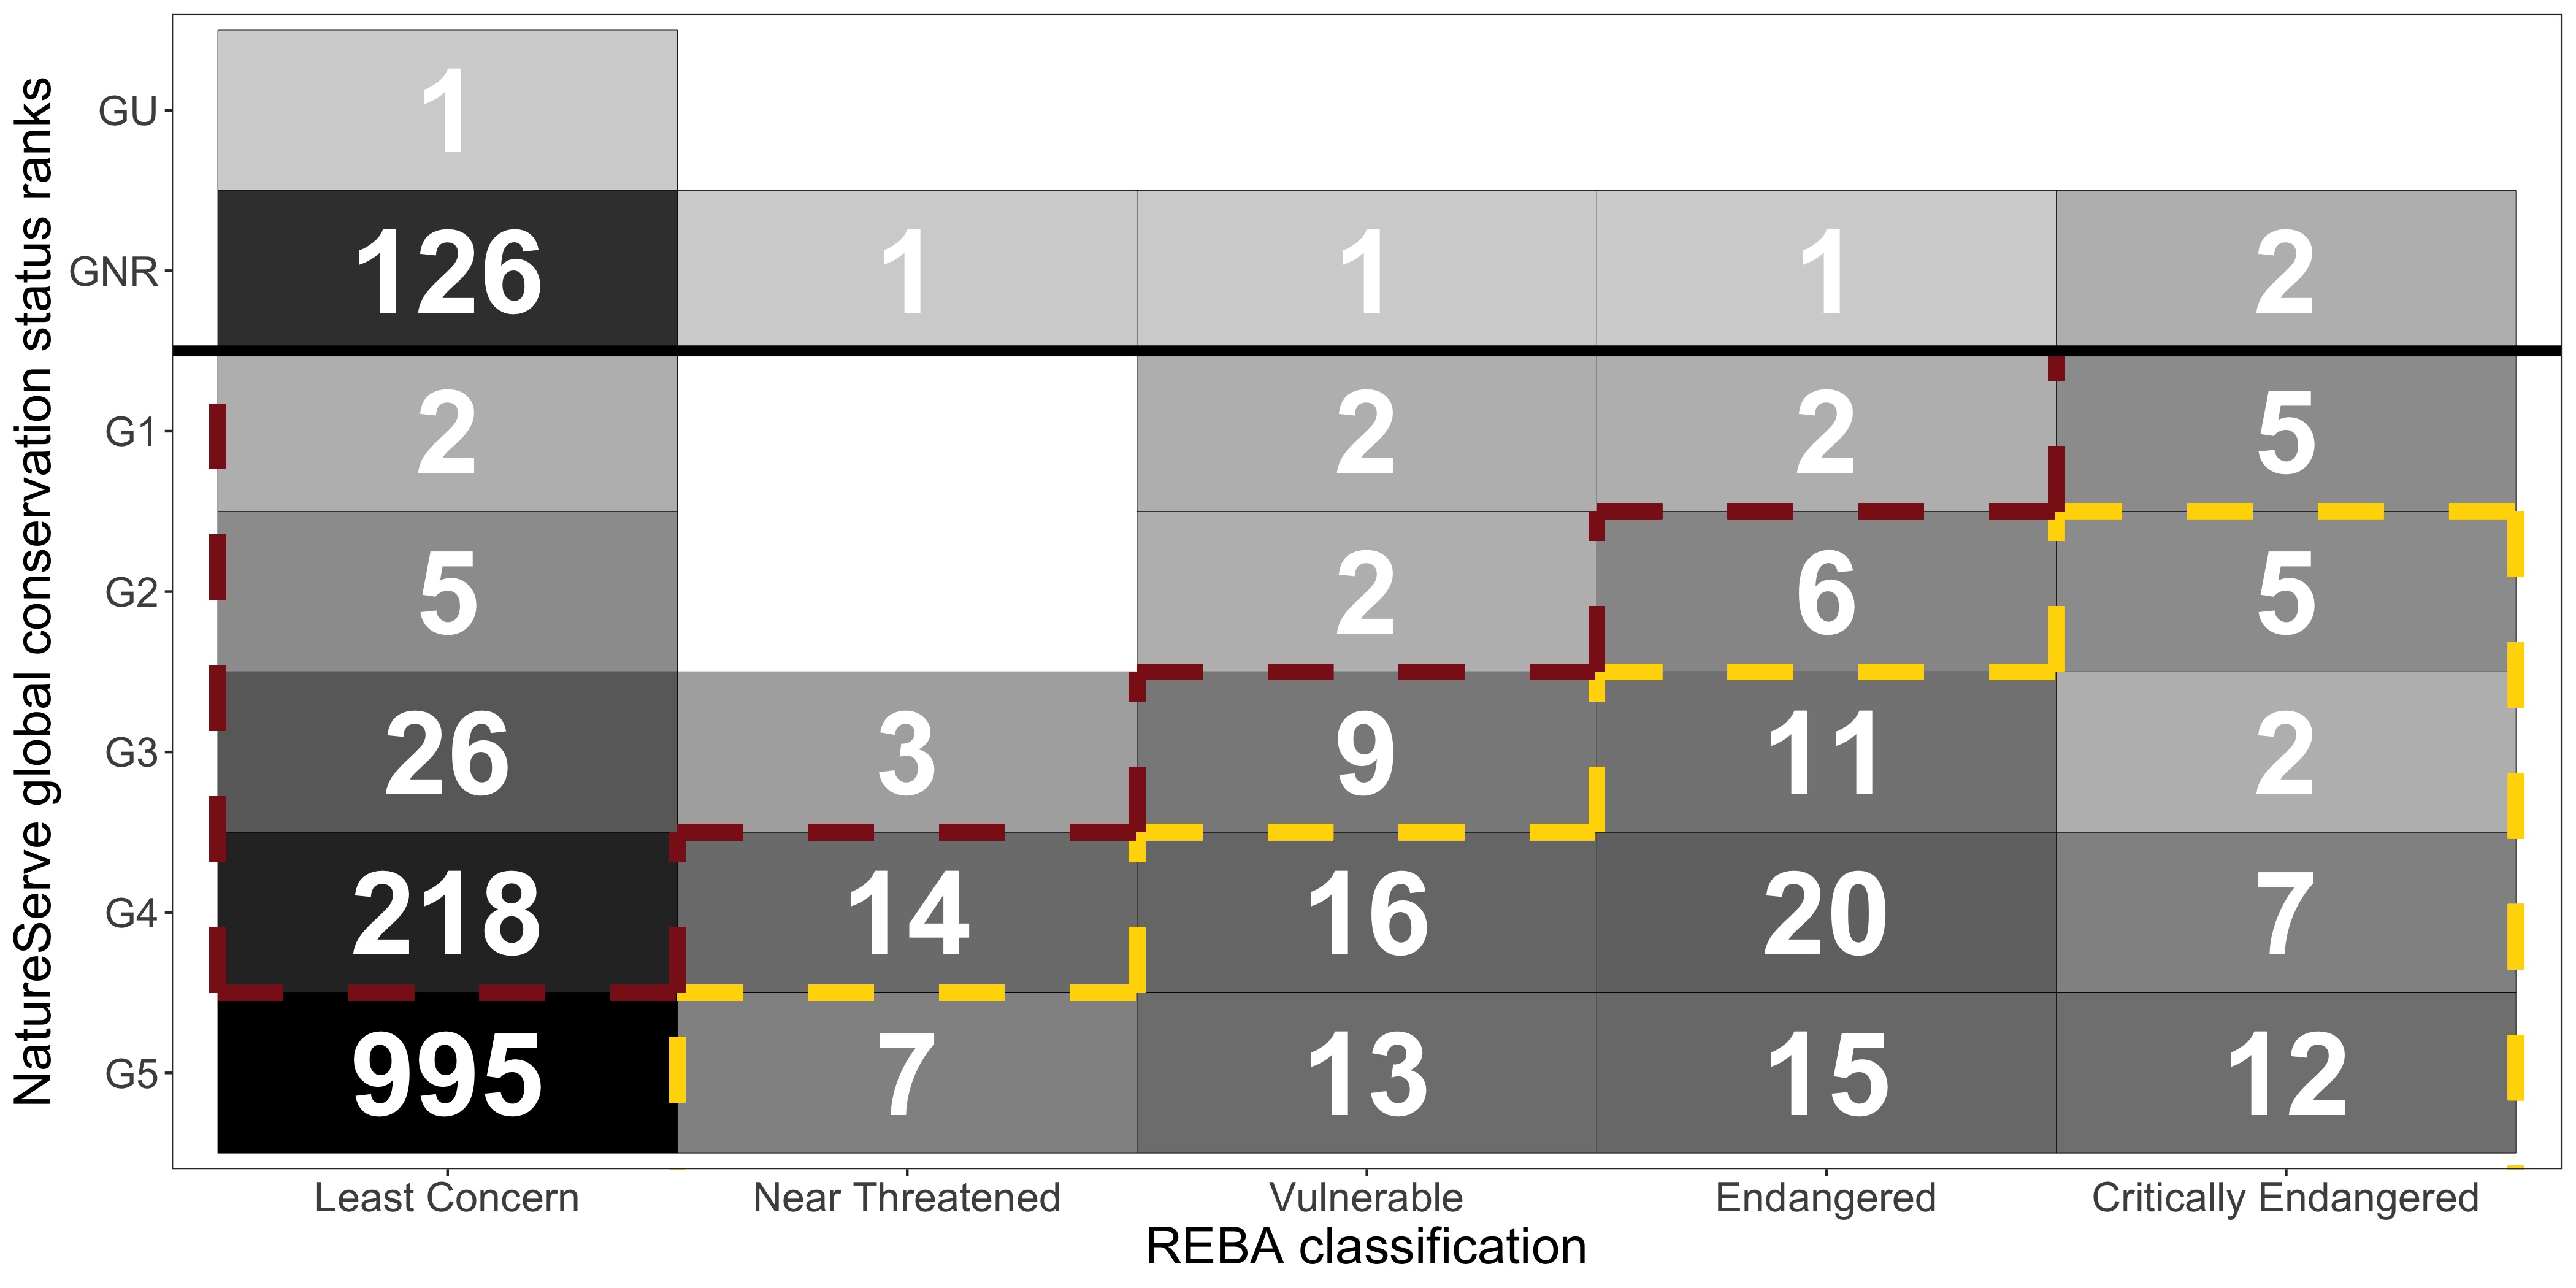 NatureServe global conservation status ranks
GU 1
GNR 126 1 1 1 2
G1 2 2 2 5
G2 5 2 6 5
G3 26 3 9 11 2
G4 218 14 16 20 7
G5 995 7 13 15 12
Least Concern Near Threatened Vulnerable Endangered Critically Endangered
REBA classification